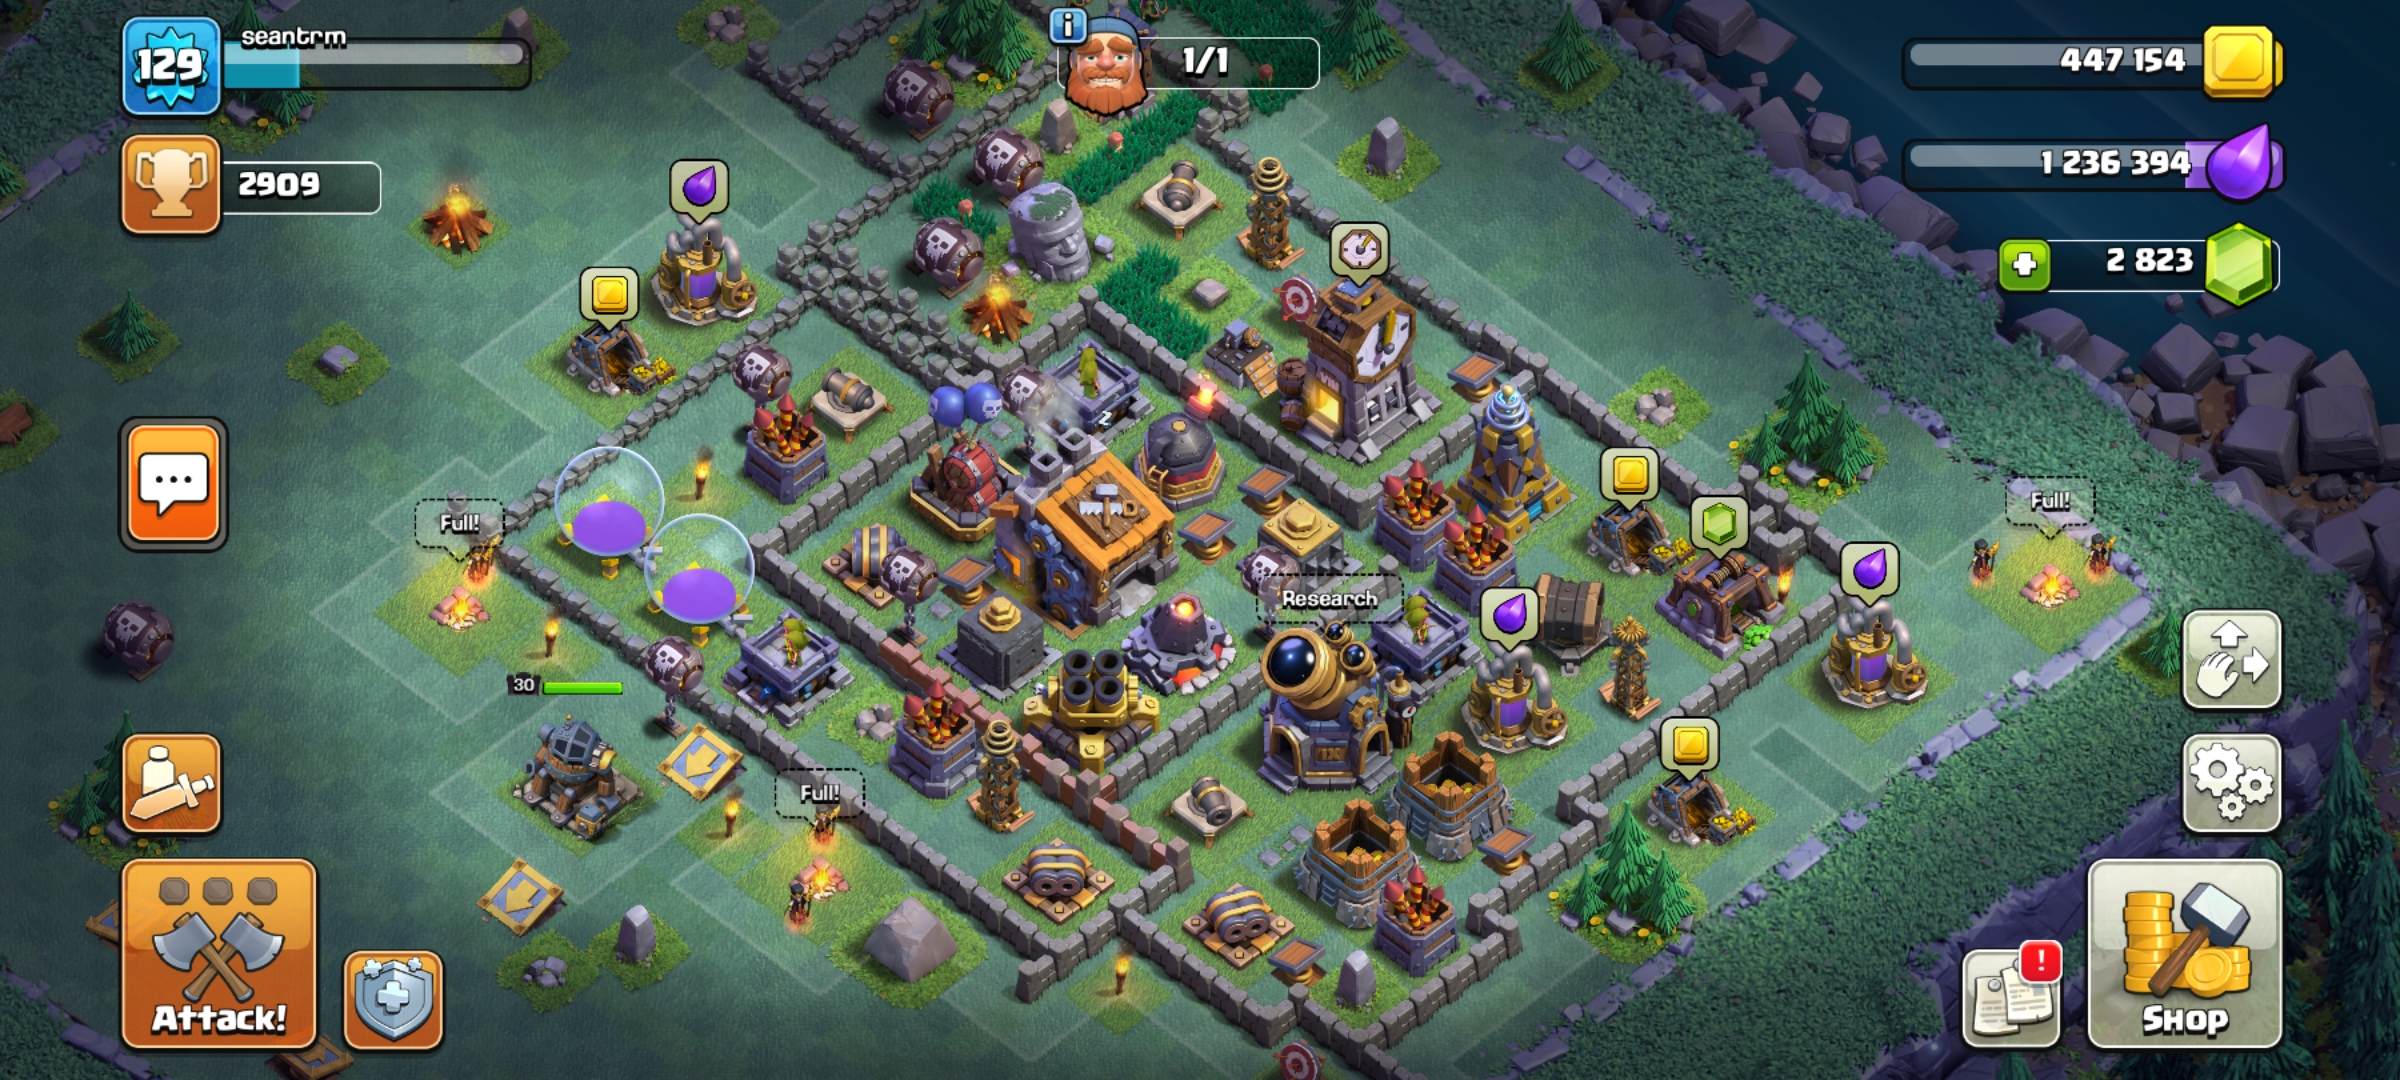 129
seantrm
1/1
447 154
2909
1 236 394
2 823
Full!
Full!
Research
30
Full!
Attack!
Shop